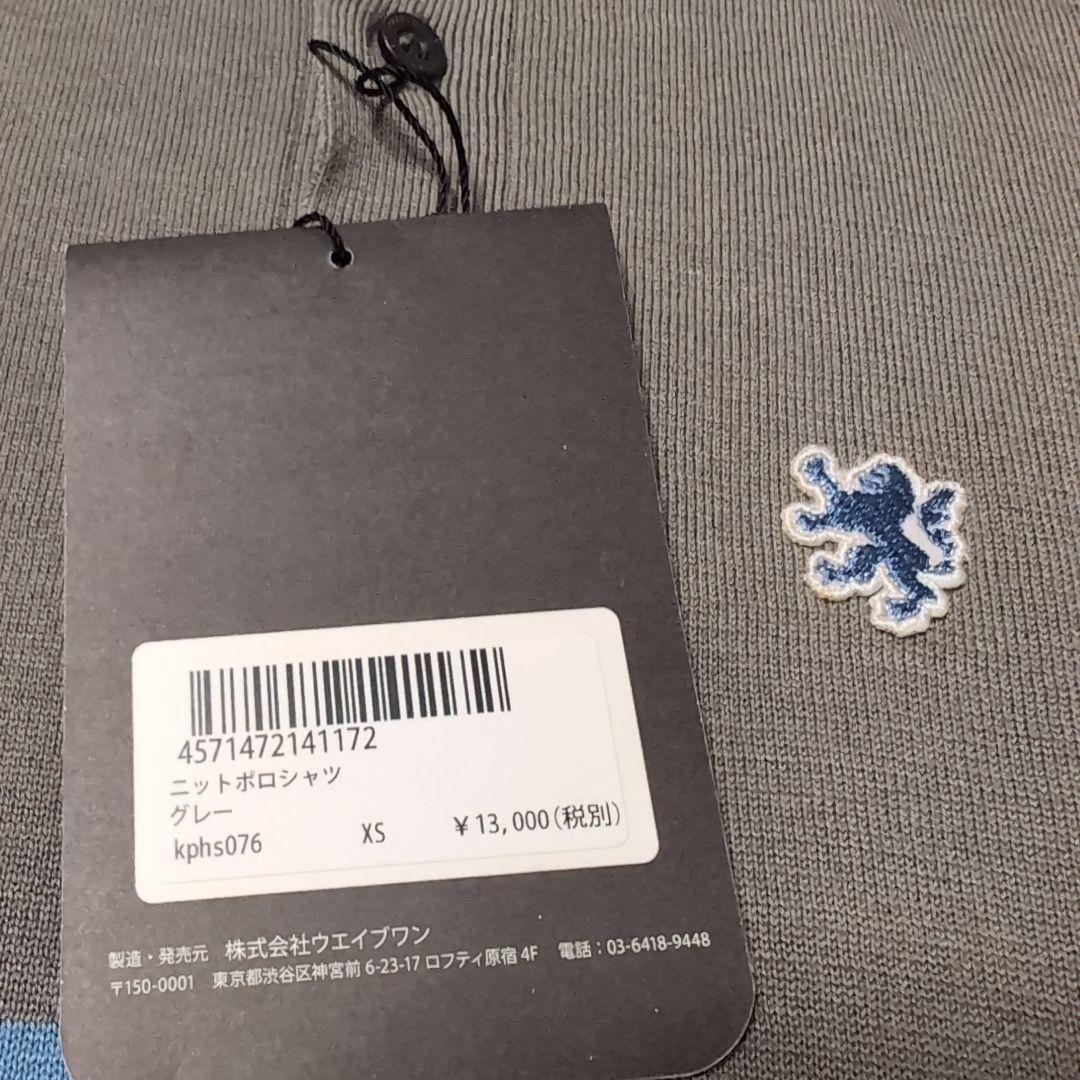 4571472141172
ニットポロシャツ
グレー
kphs076 XS ￥13,000(税別)
製造・発売元 株式会社ウエイブワン
〒150-0001 東京都渋谷区神宮前 6-23-17 ロフティ原宿 4F 電話：03-6418-9448